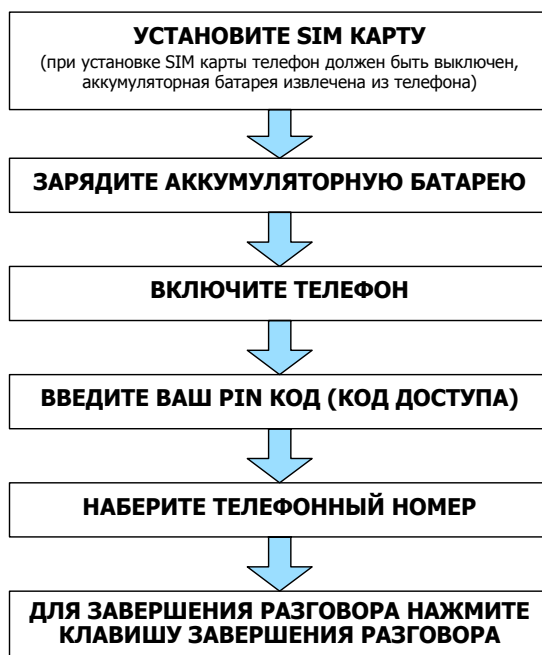 УСТАНОВИТЕ SIM КАРТУ
(при установке SIM карты телефон должен быть выключен,
аккумуляторная батарея извлечена из телефона)
ЗАРЯДИТЕ АККУМУЛЯТОРНУЮ БАТАРЕЮ
ВКЛЮЧИТЕ ТЕЛЕФОН
ВВЕДИТЕ ВАШ PIN КОД (КОД ДОСТУПА)
НАБЕРИТЕ ТЕЛЕФОННЫЙ НОМЕР
ДЛЯ ЗАВЕРШЕНИЯ РАЗГОВОРА НАЖМИТЕ
КЛАВИШУ ЗАВЕРШЕНИЯ РАЗГОВОРА